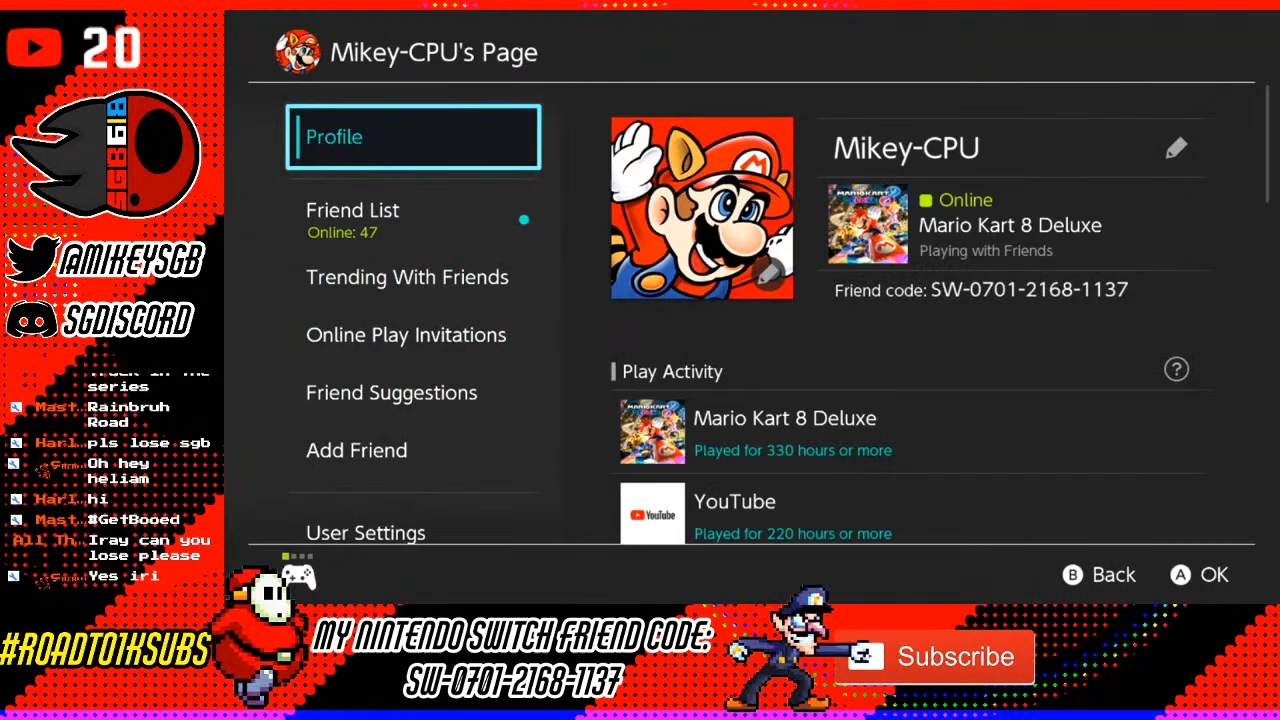 20
Mikey-CPU's Page
SGB
@MIKEYSGB
SGDISCORD
series
Mast.. Rainbruh
Road
Harl.. pls lose sgb
Oh hey
heliam
Harl.. hi
Mast.. #GetBooed
All Th.. Iray can you
lose please
Yes iri
#ROADTO1KSUBS
Profile
Friend List
Online: 47
Trending With Friends
Online Play Invitations
Friend Suggestions
Add Friend
User Settings
Mikey-CPU
Online
Mario Kart 8 Deluxe
Playing with Friends
Friend code: SW-0701-2168-1137
Play Activity
?
Mario Kart 8 Deluxe
Played for 330 hours or more
YouTube
YouTube
Played for 220 hours or more
B Back
A OK
MY NINTENDO SWITCH FRIEND CODE:
SW-0701-2168-1137
Subscribe